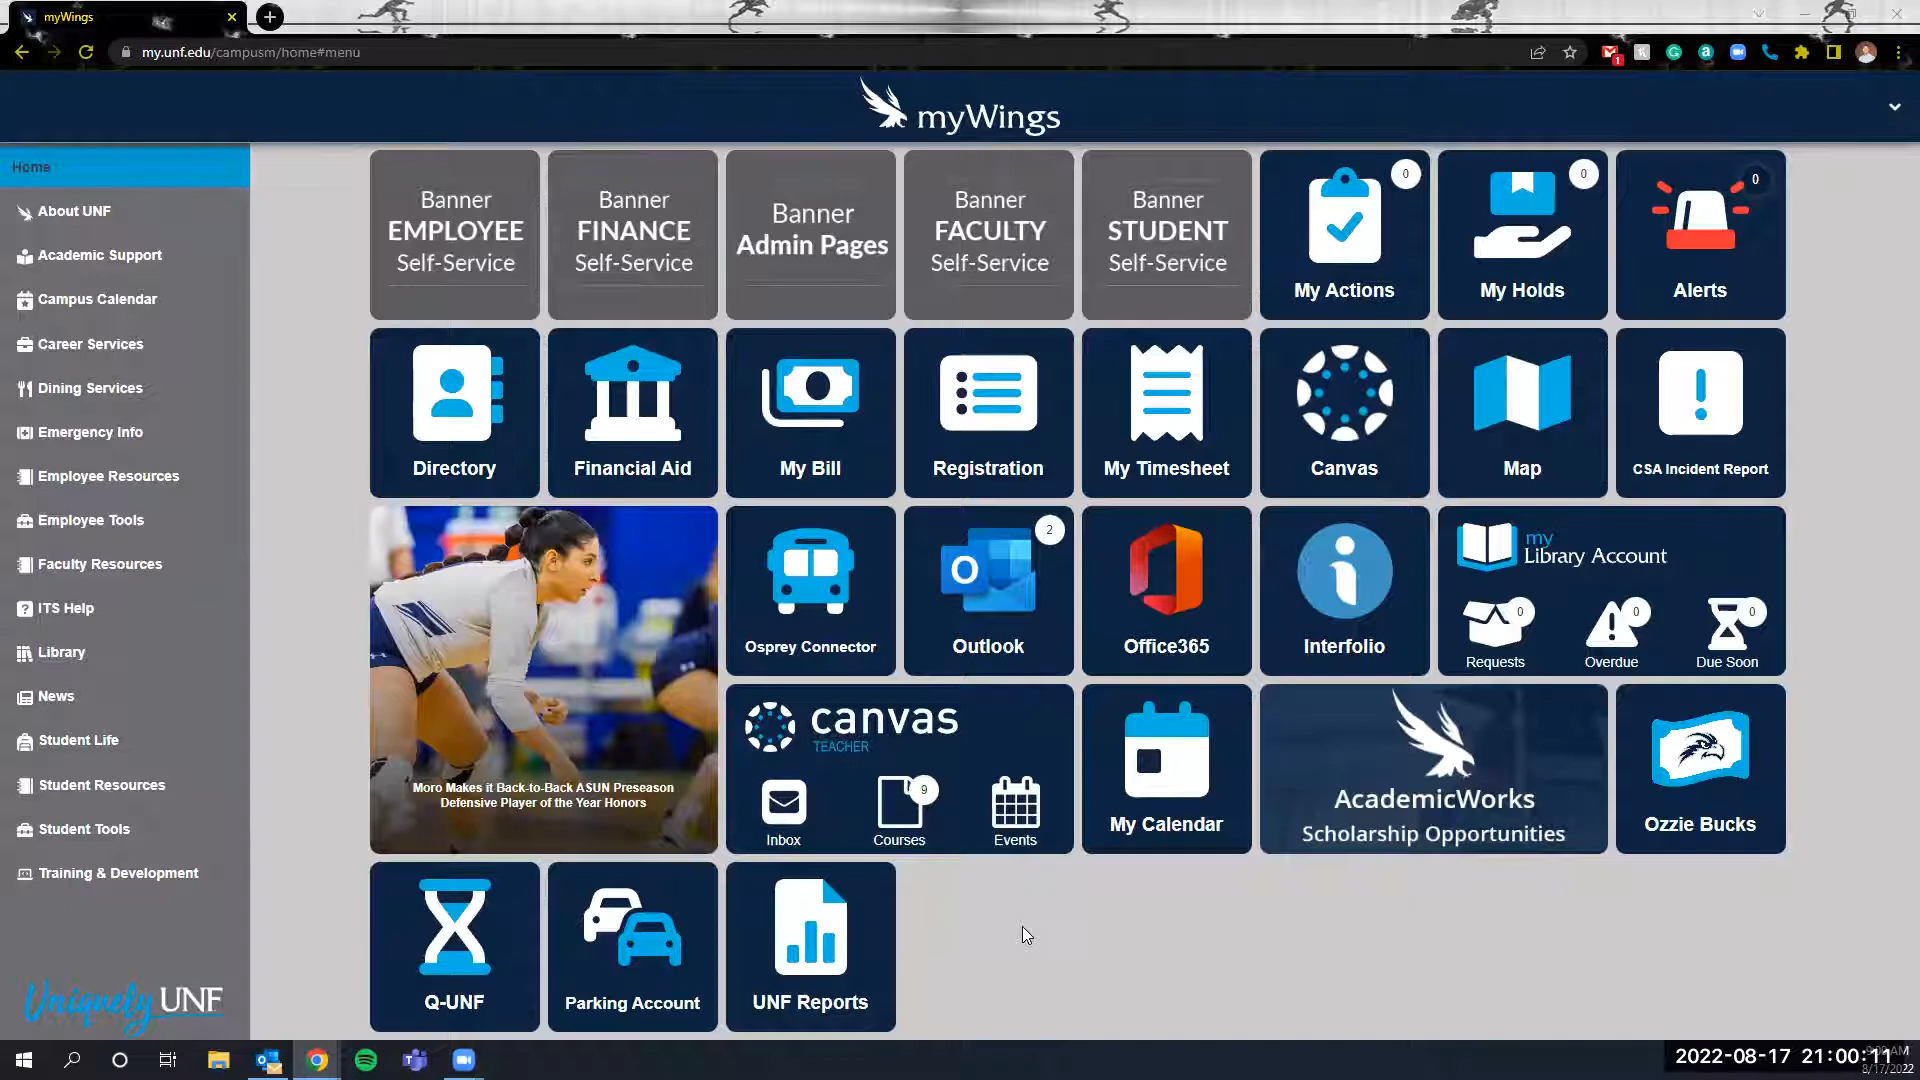 myWings
my.unf.edu/campusm/home#menu
1
myWings
Home
About UNF
Academic Support
Campus Calendar
Career Services
Dining Services
Emergency Info
Employee Resources
Employee Tools
Faculty Resources
ITS Help
Library
News
Student Life
Student Resources
Student Tools
Training & Development
Uniquely UNF
Banner
EMPLOYEE
Self-Service
Banner
FINANCE
Self-Service
Banner
Admin Pages
Banner
FACULTY
Self-Service
Banner
STUDENT
Self-Service
0
My Actions
0
My Holds
0
Alerts
Directory
Financial Aid
My Bill
Registration
My Timesheet
Canvas
Map
CSA Incident Report
Moro Makes it Back-to-Back ASUN Preseason
Defensive Player of the Year Honors
Osprey Connector
2
Outlook
Office365
Interfolio
my
Library Account
0
Requests
0
Overdue
0
Due Soon
canvas
TEACHER
Inbox
9
Courses
Events
My Calendar
AcademicWorks
Scholarship Opportunities
Ozzie Bucks
Q-UNF
Parking Account
UNF Reports
2022-08-17 21:00:11
8/17/2022